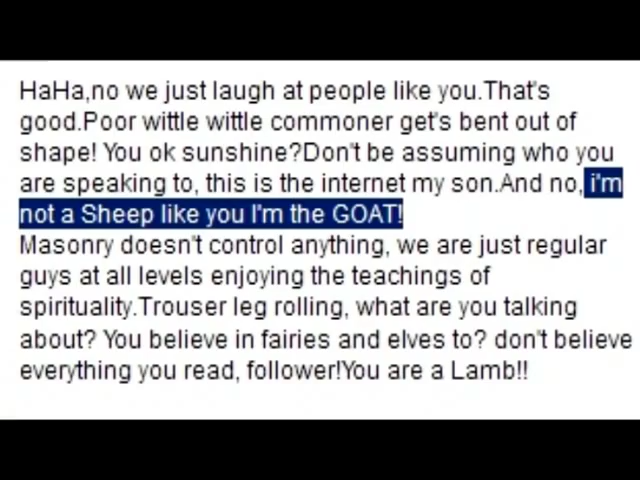 HaHa,no we just laugh at people like you.That's
good.Poor wittle wittle commoner get's bent out of
shape! You ok sunshine?Don't be assuming who you
are speaking to, this is the internet my son.And no, i'm
not a Sheep like you I'm the GOAT!
Masonry doesn't control anything, we are just regular
guys at all levels enjoying the teachings of
spirituality.Trouser leg rolling, what are you talking
about? You believe in fairies and elves to? don't believe
everything you read, follower!You are a Lamb!!